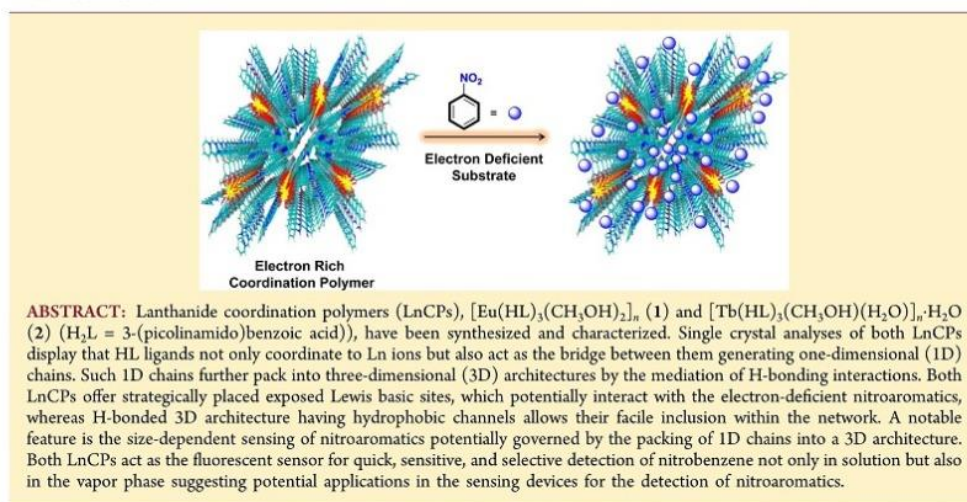 NO₂
=
Electron Deficient
Substrate
Electron Rich
Coordination Polymer
ABSTRACT: Lanthanide coordination polymers (LnCPs), [Eu(HL)₃(CH₃OH)₂]ₙ (1) and [Tb(HL)₃(CH₃OH)(H₂O)]ₙ·H₂O
(2) (H₂L = 3-(picolinamido)benzoic acid)), have been synthesized and characterized. Single crystal analyses of both LnCPs
display that HL ligands not only coordinate to Ln ions but also act as the bridge between them generating one-dimensional (1D)
chains. Such 1D chains further pack into three-dimensional (3D) architectures by the mediation of H-bonding interactions. Both
LnCPs offer strategically placed exposed Lewis basic sites, which potentially interact with the electron-deficient nitroaromatics,
whereas H-bonded 3D architecture having hydrophobic channels allows their facile inclusion within the network. A notable
feature is the size-dependent sensing of nitroaromatics potentially governed by the packing of 1D chains into a 3D architecture.
Both LnCPs act as the fluorescent sensor for quick, sensitive, and selective detection of nitrobenzene not only in solution but also
in the vapor phase suggesting potential applications in the sensing devices for the detection of nitroaromatics.